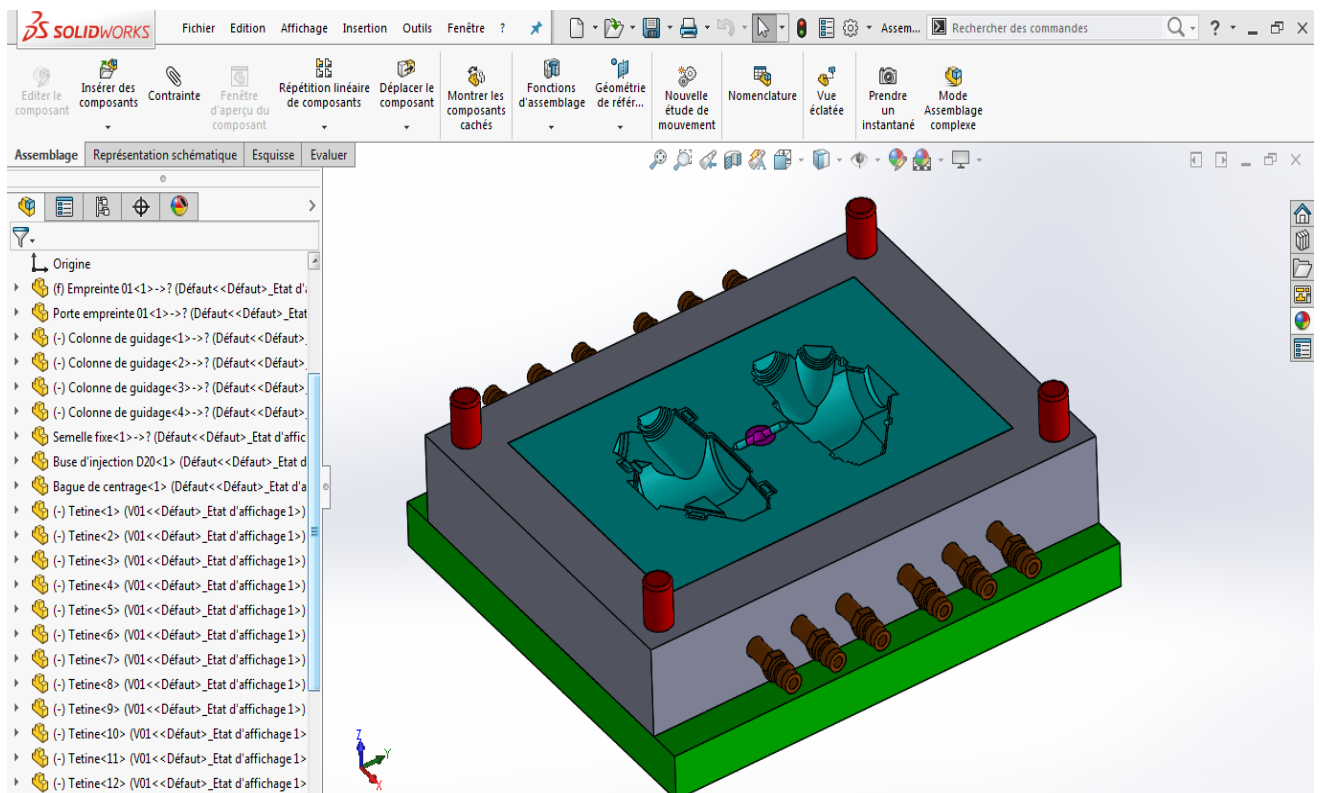 SOLIDWORKS Fichier Edition Affichage Insertion Outils Fenêtre ? Assem... Rechercher des commandes ?
Editer le composant
Insérer des composants
Contrainte
Fenêtre d'aperçu du composant
Répétition linéaire de composants
Déplacer le composant
Montrer les composants cachés
Fonctions d'assemblage
Géométrie de référ...
Nouvelle étude de mouvement
Nomenclature
Vue éclatée
Prendre un instantané
Mode Assemblage complexe
Assemblage Représentation schématique Esquisse Evaluer
Origine
(f) Empreinte 01<1>->? (Défaut<<Défaut>_Etat d'a
Porte empreinte 01<1>->? (Défaut<<Défaut>_Etat
(-) Colonne de guidage<1>->? (Défaut<<Défaut>_
(-) Colonne de guidage<2>->? (Défaut<<Défaut>_
(-) Colonne de guidage<3>->? (Défaut<<Défaut>_
(-) Colonne de guidage<4>->? (Défaut<<Défaut>_
Semelle fixe<1>->? (Défaut<<Défaut>_Etat d'affic
Buse d'injection D20<1> (Défaut<<Défaut>_Etat d
Bague de centrage<1> (Défaut<<Défaut>_Etat d'a
(-) Tetine<1> (V01<<Défaut>_Etat d'affichage 1>)
(-) Tetine<2> (V01<<Défaut>_Etat d'affichage 1>)
(-) Tetine<3> (V01<<Défaut>_Etat d'affichage 1>)
(-) Tetine<4> (V01<<Défaut>_Etat d'affichage 1>)
(-) Tetine<5> (V01<<Défaut>_Etat d'affichage 1>)
(-) Tetine<6> (V01<<Défaut>_Etat d'affichage 1>)
(-) Tetine<7> (V01<<Défaut>_Etat d'affichage 1>)
(-) Tetine<8> (V01<<Défaut>_Etat d'affichage 1>)
(-) Tetine<9> (V01<<Défaut>_Etat d'affichage 1>)
(-) Tetine<10> (V01<<Défaut>_Etat d'affichage 1>
(-) Tetine<11> (V01<<Défaut>_Etat d'affichage 1>
(-) Tetine<12> (V01<<Défaut>_Etat d'affichage 1>
Z
Y
X